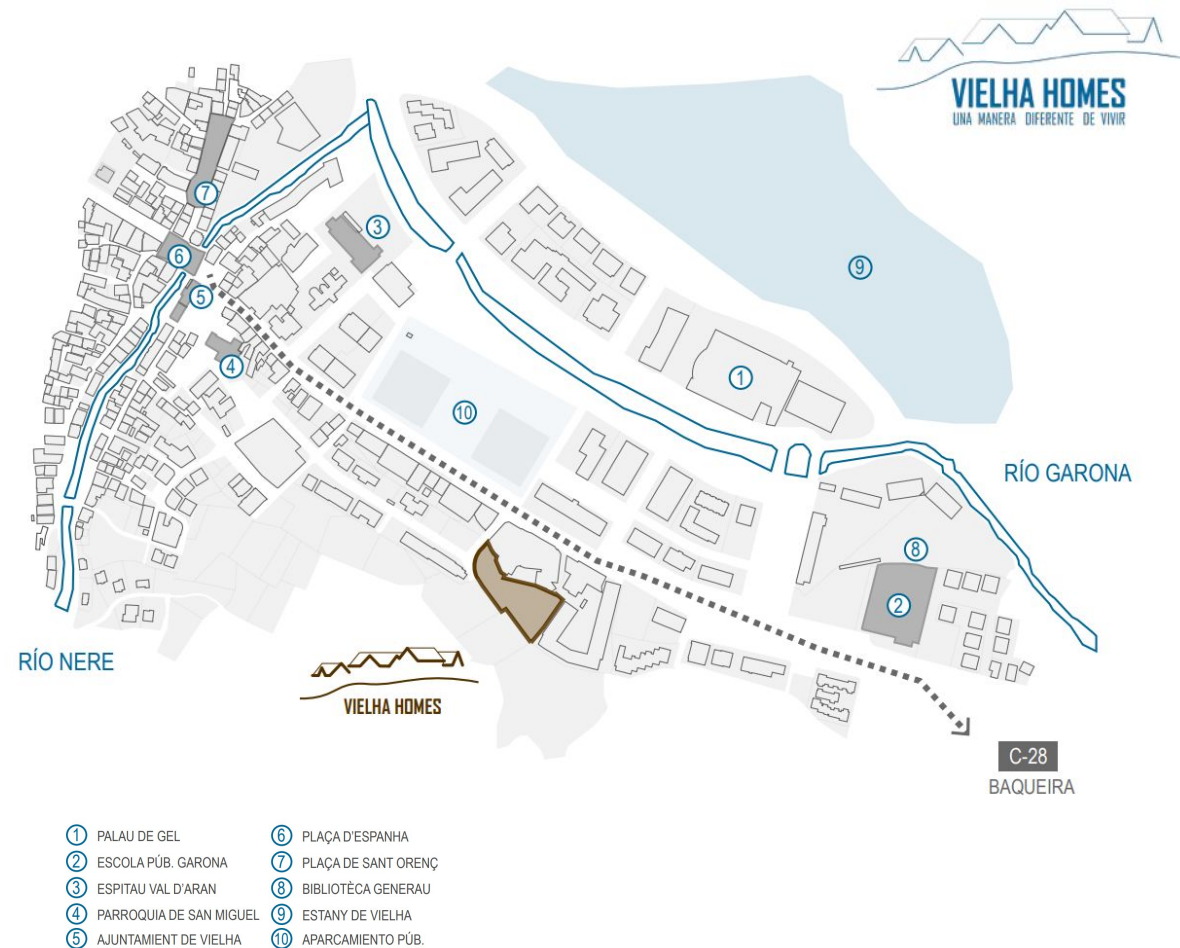 VIELHA HOMES
UNA MANERA DIFERENTE DE VIVIR
7
3
6
9
5
4
1
10
RÍO GARONA
8
2
RÍO NERE
VIELHA HOMES
C-28
BAQUEIRA
1 PALAU DE GEL
2 ESCOLA PÚB. GARONA
3 ESPITAU VAL D'ARAN
4 PARROQUIA DE SAN MIGUEL
5 AJUNTAMIENT DE VIELHA
6 PLAÇA D'ESPANHA
7 PLAÇA DE SANT ORENÇ
8 BIBLIOTÈCA GENERAU
9 ESTANY DE VIELHA
10 APARCAMIENTO PÚB.